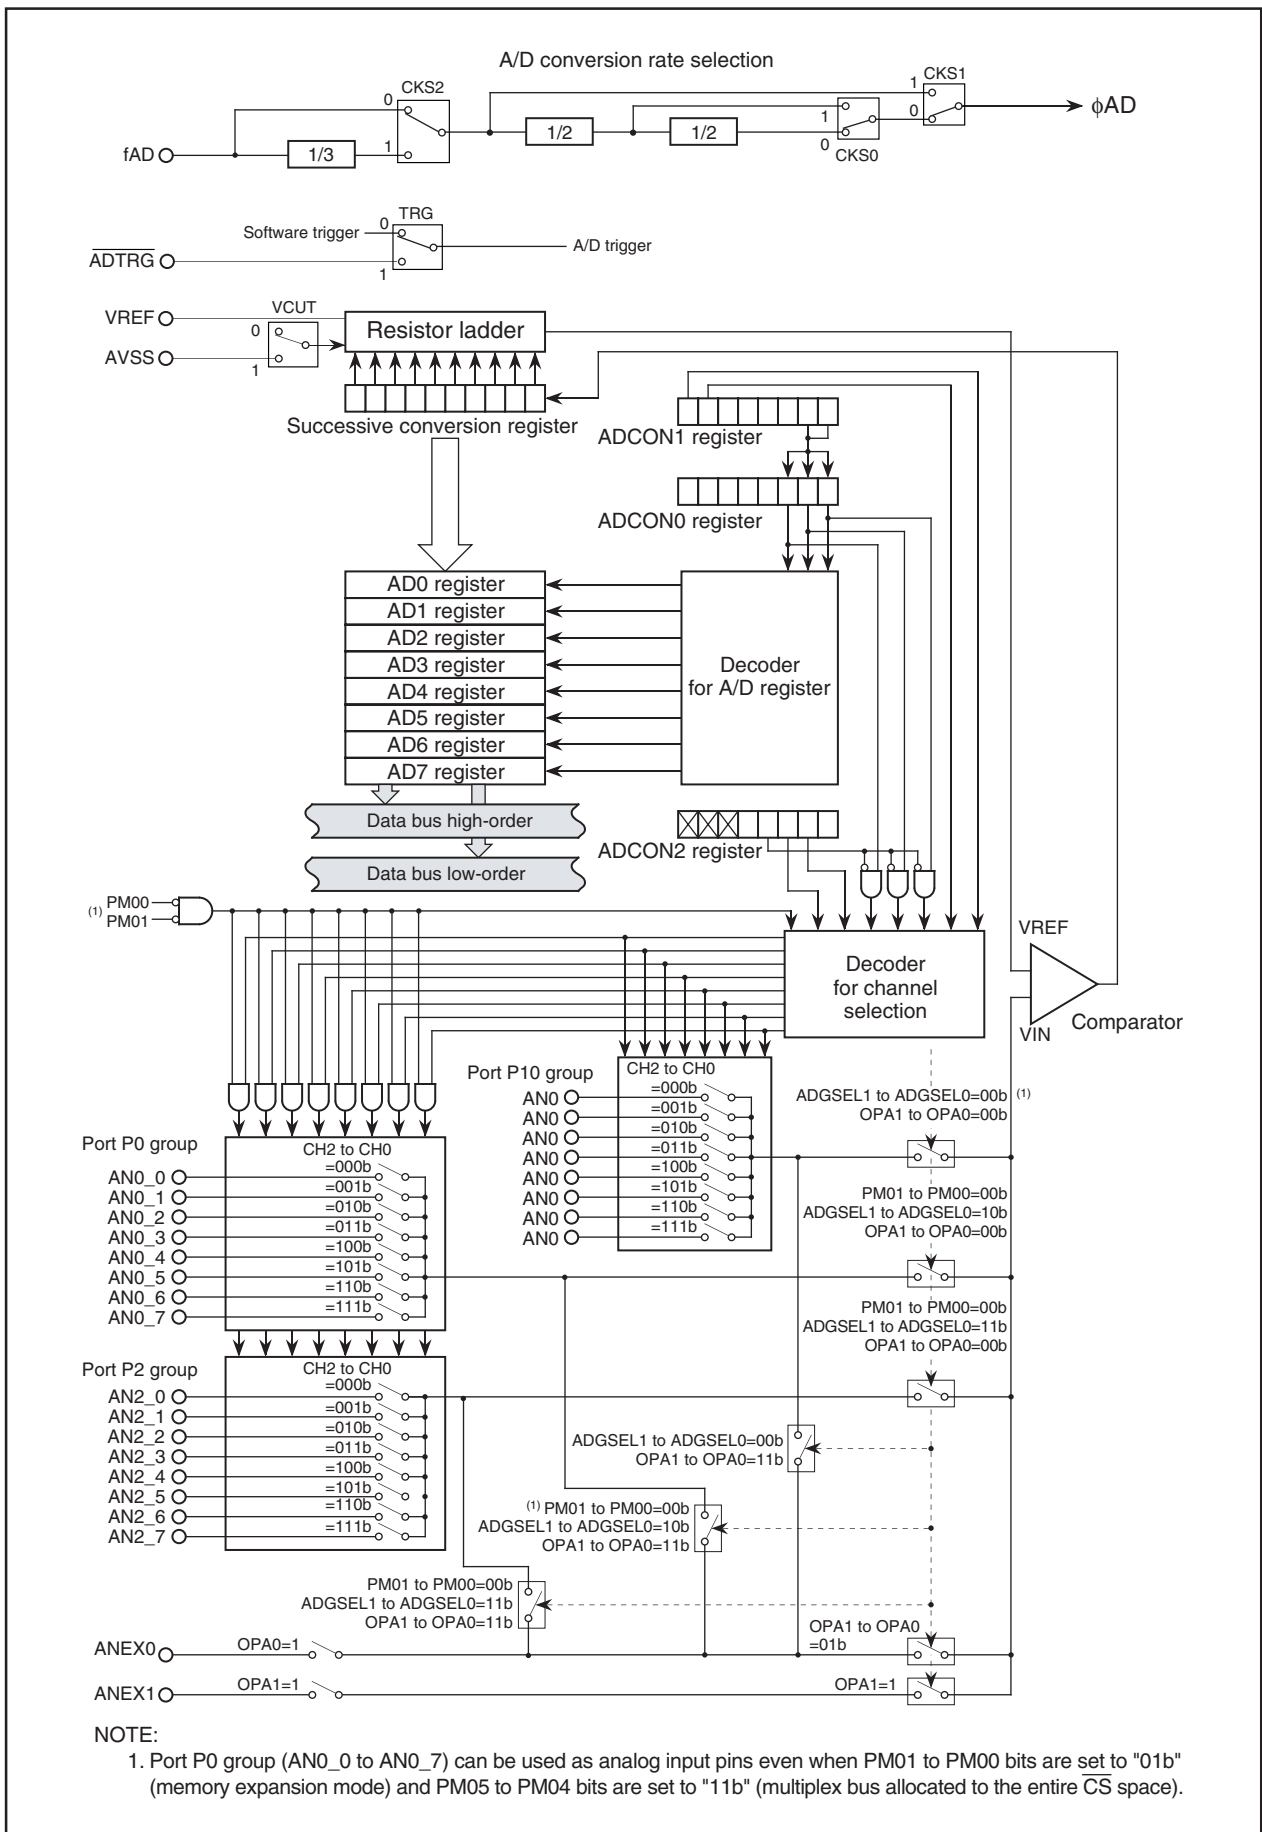 A/D conversion rate selection
CKS2
CKS1
0
1
φAD
1/2
1/2
1
0
fAD
1/3
1
0
CKS0
TRG
Software trigger
0
A/D trigger
ADTRG
1
VREF
VCUT
0
Resistor ladder
AVSS
1
Successive conversion register
ADCON1 register
ADCON0 register
AD0 register
AD1 register
AD2 register
AD3 register
AD4 register
AD5 register
AD6 register
AD7 register
Decoder
for A/D register
Data bus high-order
ADCON2 register
Data bus low-order
(1)
PM00
PM01
Decoder
for channel
selection
VREF
VIN
Comparator
Port P10 group
CH2 to CH0
AN0
=000b
AN0
=001b
AN0
=010b
AN0
=011b
AN0
=100b
AN0
=101b
AN0
=110b
AN0
=111b
ADGSEL1 to ADGSEL0=00b (1)
OPA1 to OPA0=00b
Port P0 group
CH2 to CH0
AN0_0
=000b
AN0_1
=001b
AN0_2
=010b
AN0_3
=011b
AN0_4
=100b
AN0_5
=101b
AN0_6
=110b
AN0_7
=111b
PM01 to PM00=00b
ADGSEL1 to ADGSEL0=10b
OPA1 to OPA0=00b
PM01 to PM00=00b
ADGSEL1 to ADGSEL0=11b
OPA1 to OPA0=00b
Port P2 group
CH2 to CH0
AN2_0
=000b
AN2_1
=001b
AN2_2
=010b
AN2_3
=011b
AN2_4
=100b
AN2_5
=101b
AN2_6
=110b
AN2_7
=111b
ADGSEL1 to ADGSEL0=00b
OPA1 to OPA0=11b
(1) PM01 to PM00=00b
ADGSEL1 to ADGSEL0=10b
OPA1 to OPA0=11b
PM01 to PM00=00b
ADGSEL1 to ADGSEL0=11b
OPA1 to OPA0=11b
ANEX0
OPA0=1
OPA1 to OPA0
=01b
ANEX1
OPA1=1
OPA1=1
NOTE:
1. Port P0 group (AN0_0 to AN0_7) can be used as analog input pins even when PM01 to PM00 bits are set to "01b"
(memory expansion mode) and PM05 to PM04 bits are set to "11b" (multiplex bus allocated to the entire CS space).